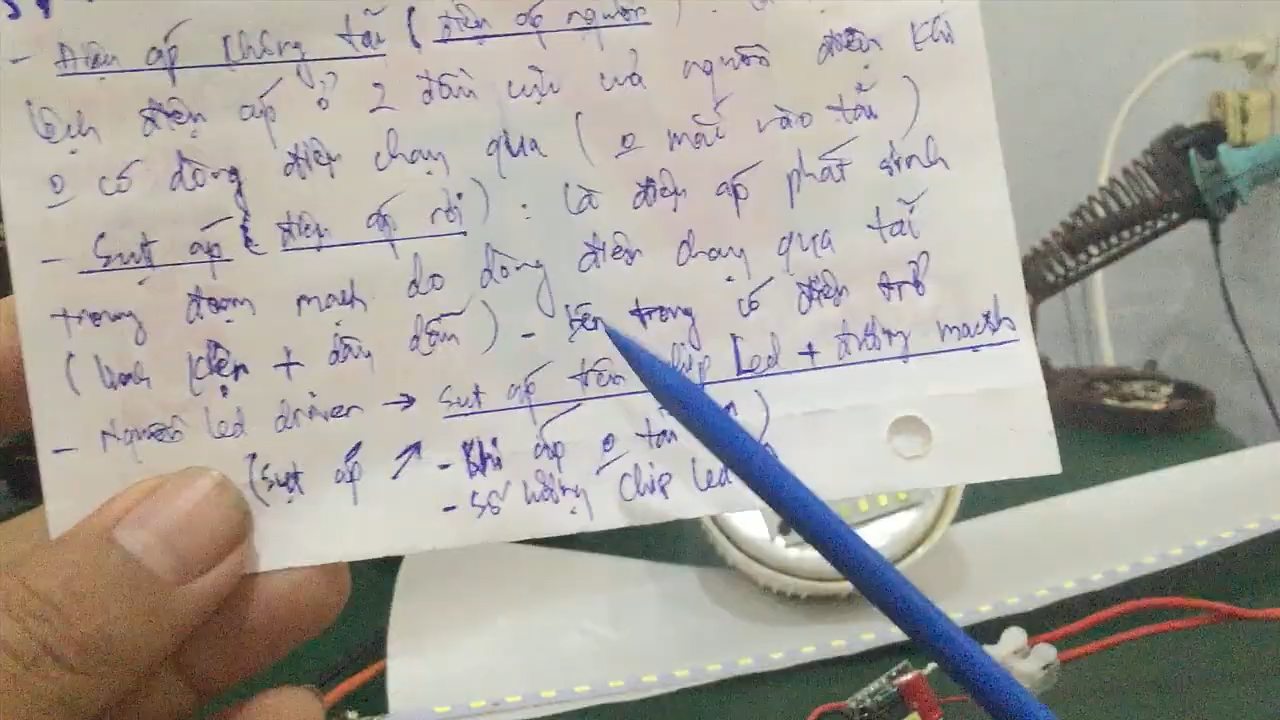 - Điện áp không tải ( điện áp nguồn ) :
lệch điện áp ở 2 đầu cực của nguồn điện khi
o có dòng điện chạy qua ( o mắc vào tải )
- Sụt áp ( điện áp rơi ) : là điện áp phát sinh
trong đoạn mạch do dòng điện chạy qua tải
( linh kiện + dây dẫn ) - bên trong có điện trở
- Nguồn led driver → Sụt áp trên chip Led + đường mạch
(Sụt áp ↗ - khi áp o tải ↗ )
- số lượng chip Led